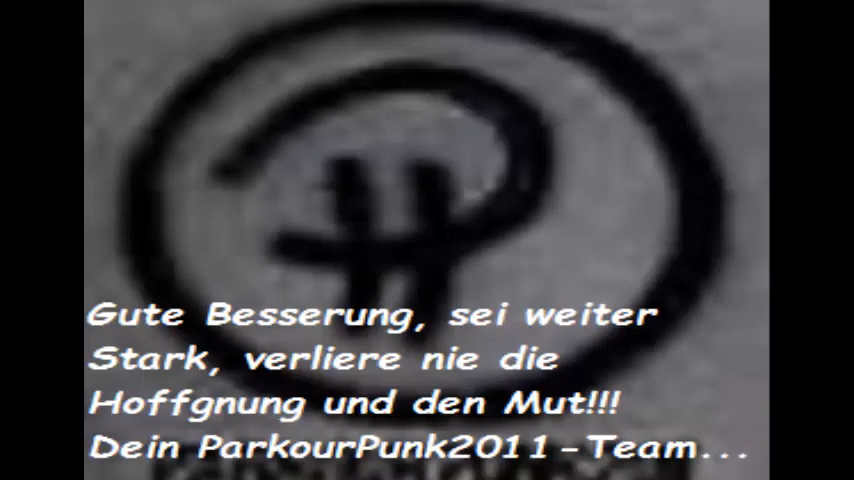 Gute Besserung, sei weiter
Stark, verliere nie die
Hoffgnung und den Mut!!!
Dein ParkourPunk2011-Team...